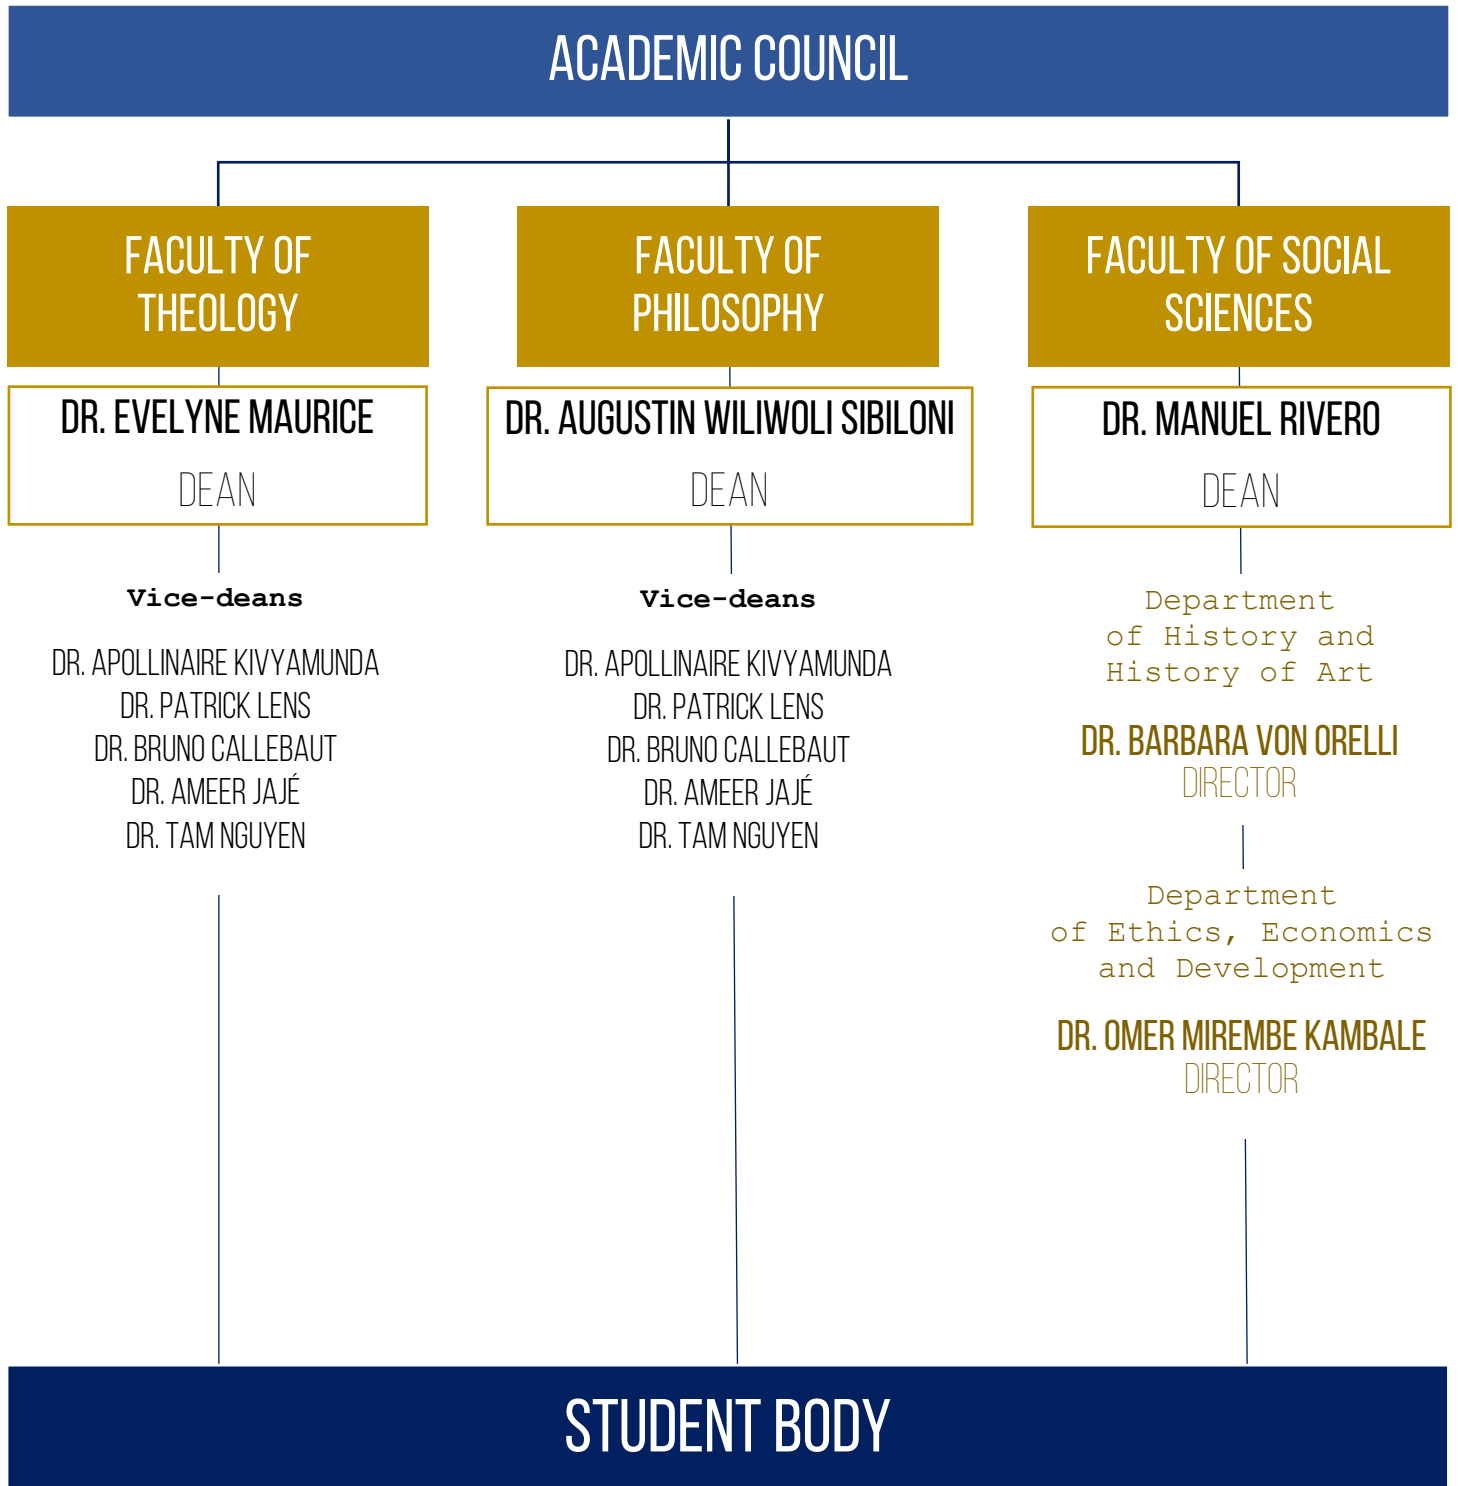 ACADEMIC COUNCIL
FACULTY OF
THEOLOGY
DR. EVELYNE MAURICE
DEAN
Vice-deans
DR. APOLLINAIRE KIVYAMUNDA
DR. PATRICK LENS
DR. BRUNO CALLEBAUT
DR. AMEER JAJÉ
DR. TAM NGUYEN
FACULTY OF
PHILOSOPHY
DR. AUGUSTIN WILIWOLI SIBILONI
DEAN
Vice-deans
DR. APOLLINAIRE KIVYAMUNDA
DR. PATRICK LENS
DR. BRUNO CALLEBAUT
DR. AMEER JAJÉ
DR. TAM NGUYEN
FACULTY OF SOCIAL
SCIENCES
DR. MANUEL RIVERO
DEAN
Department
of History and
History of Art
DR. BARBARA VON ORELLI
DIRECTOR
Department
of Ethics, Economics
and Development
DR. OMER MIREMBE KAMBALE
DIRECTOR
STUDENT BODY